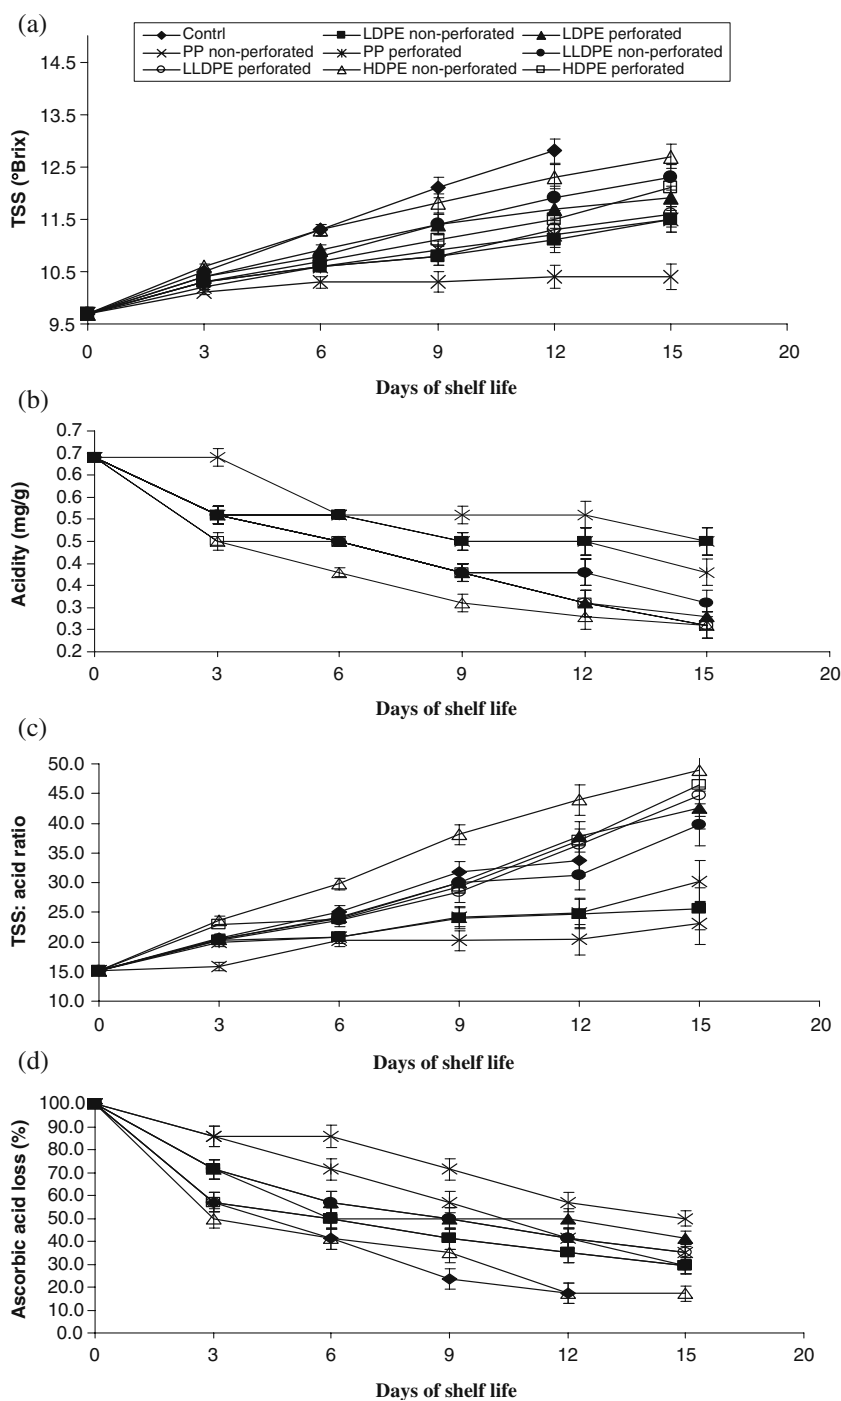 (a)
Contrl LDPE non-perforated LDPE perforated
PP non-perforated PP perforated LLDPE non-perforated
LLDPE perforated HDPE non-perforated HDPE perforated
TSS (°Brix)
14.5
13.5
12.5
11.5
10.5
9.5
0 3 6 9 12 15 20
Days of shelf life
(b)
Acidity (mg/g)
0.7
0.7
0.6
0.6
0.5
0.5
0.4
0.4
0.3
0.3
0.2
0 3 6 9 12 15 20
Days of shelf life
(c)
TSS: acid ratio
50.0
45.0
40.0
35.0
30.0
25.0
20.0
15.0
10.0
0 3 6 9 12 15 20
Days of shelf life
(d)
Ascorbic acid loss (%)
100.0
90.0
80.0
70.0
60.0
50.0
40.0
30.0
20.0
10.0
0.0
0 3 6 9 12 15 20
Days of shelf life